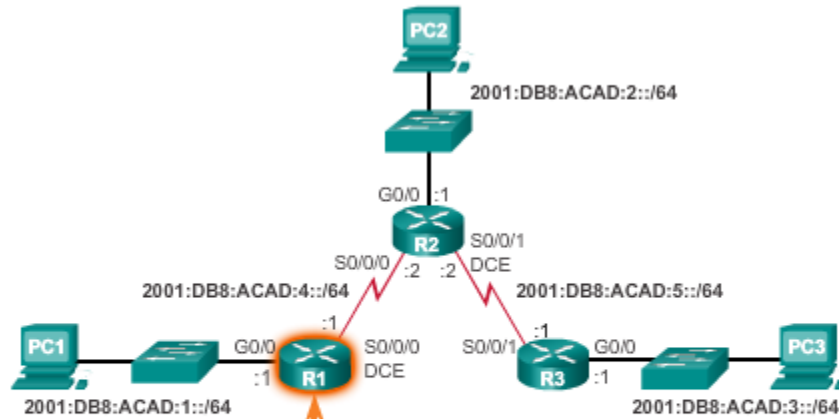 PC2
2001:DB8:ACAD:2::/64
G0/0 :1
R2
S0/0/1
S0/0/0 :2 :2 DCE
2001:DB8:ACAD:4::/64
2001:DB8:ACAD:5::/64
:1 :1
PC1 G0/0 S0/0/0 S0/0/1 G0/0 PC3
:1 R1 DCE R3 :1
2001:DB8:ACAD:1::/64
2001:DB8:ACAD:3::/64